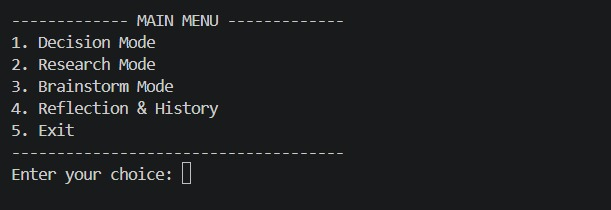 ------------- MAIN MENU -------------
1. Decision Mode
2. Research Mode
3. Brainstorm Mode
4. Reflection & History
5. Exit
-------------------------------------
Enter your choice: